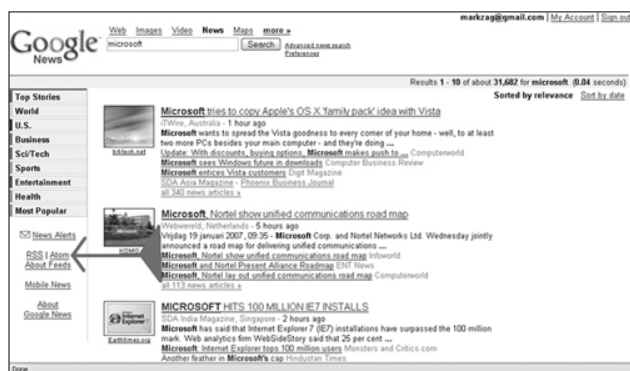 markzag@gmail.com | My Account | Sign out
Google
News
Web Images Video News Maps more »
microsoft
Search
Advanced news search
Preferences
Results 1 - 10 of about 31,682 for microsoft. (0.04 seconds)
Sorted by relevance Sort by date
Top Stories
World
U.S.
Business
Sci/Tech
Sports
Entertainment
Health
Most Popular
News Alerts
RSS | Atom
About Feeds
Mobile News
About
Google News
bittech.net
Microsoft tries to copy Apple's OS X 'family pack' idea with Vista
iTWire, Australia - 1 hour ago
Microsoft wants to spread the Vista goodness to every corner of your home - well, to at least
two more PCs besides your main computer - and they're doing ...
Update: With discounts, buying options, Microsoft makes push to ... Computerworld
Microsoft sees Windows future in downloads Computer Business Review
Microsoft entices Vista customers Digit Magazine
SDA Asia Magazine - Phoenix Business Journal
all 340 news articles »
KOMO
Microsoft, Nortel show unified communications road map
Webwereld, Netherlands - 5 hours ago
Vrijdag 19 januari 2007, 09:35 - Microsoft Corp. and Nortel Networks Ltd. Wednesday jointly
announced a road map for delivering unified communications ...
Microsoft, Nortel show unified communications road map Infoworld
Microsoft and Nortel Present Alliance Roadmap ENT News
Microsoft, Nortel lay out unified communications road map Computerworld
all 113 news articles »
Internet
Explorer 7
Earthtimes.org
MICROSOFT HITS 100 MILLION IE7 INSTALLS
SDA India Magazine, Singapore - 2 hours ago
Microsoft has said that Internet Explorer 7 (IE7) installations have surpassed the 100 million
mark. Web analytics firm WebSideStory said that 25 per cent ...
Microsoft: Internet Explorer tops 100 million users Monsters and Critics.com
Another feather in Microsoft's cap Hindustan Times
Done